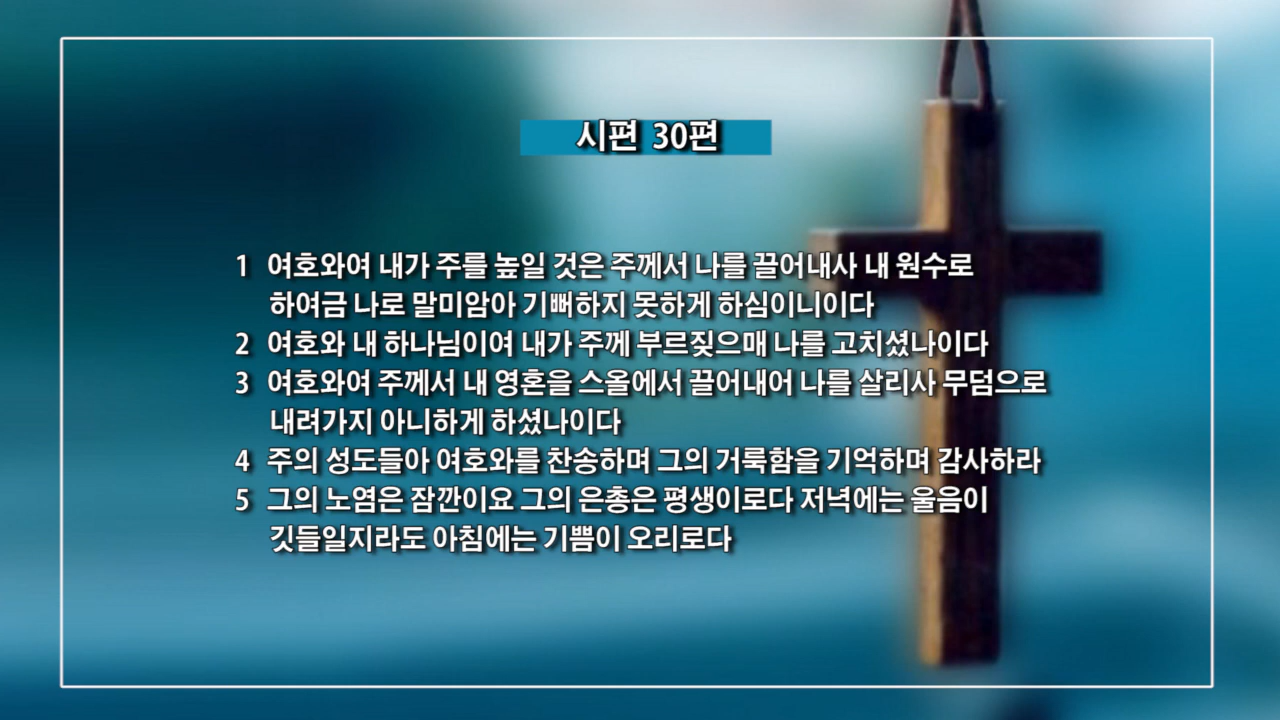 시편 30편
1 여호와여 내가 주를 높일 것은 주께서 나를 끌어내사 내 원수로
하여금 나로 말미암아 기뻐하지 못하게 하심이니이다
2 여호와 내 하나님이여 내가 주께 부르짖으매 나를 고치셨나이다
3 여호와여 주께서 내 영혼을 스올에서 끌어내어 나를 살리사 무덤으로
내려가지 아니하게 하셨나이다
4 주의 성도들아 여호와를 찬송하며 그의 거룩함을 기억하며 감사하라
5 그의 노염은 잠깐이요 그의 은총은 평생이로다 저녁에는 울음이
깃들일지라도 아침에는 기쁨이 오리로다